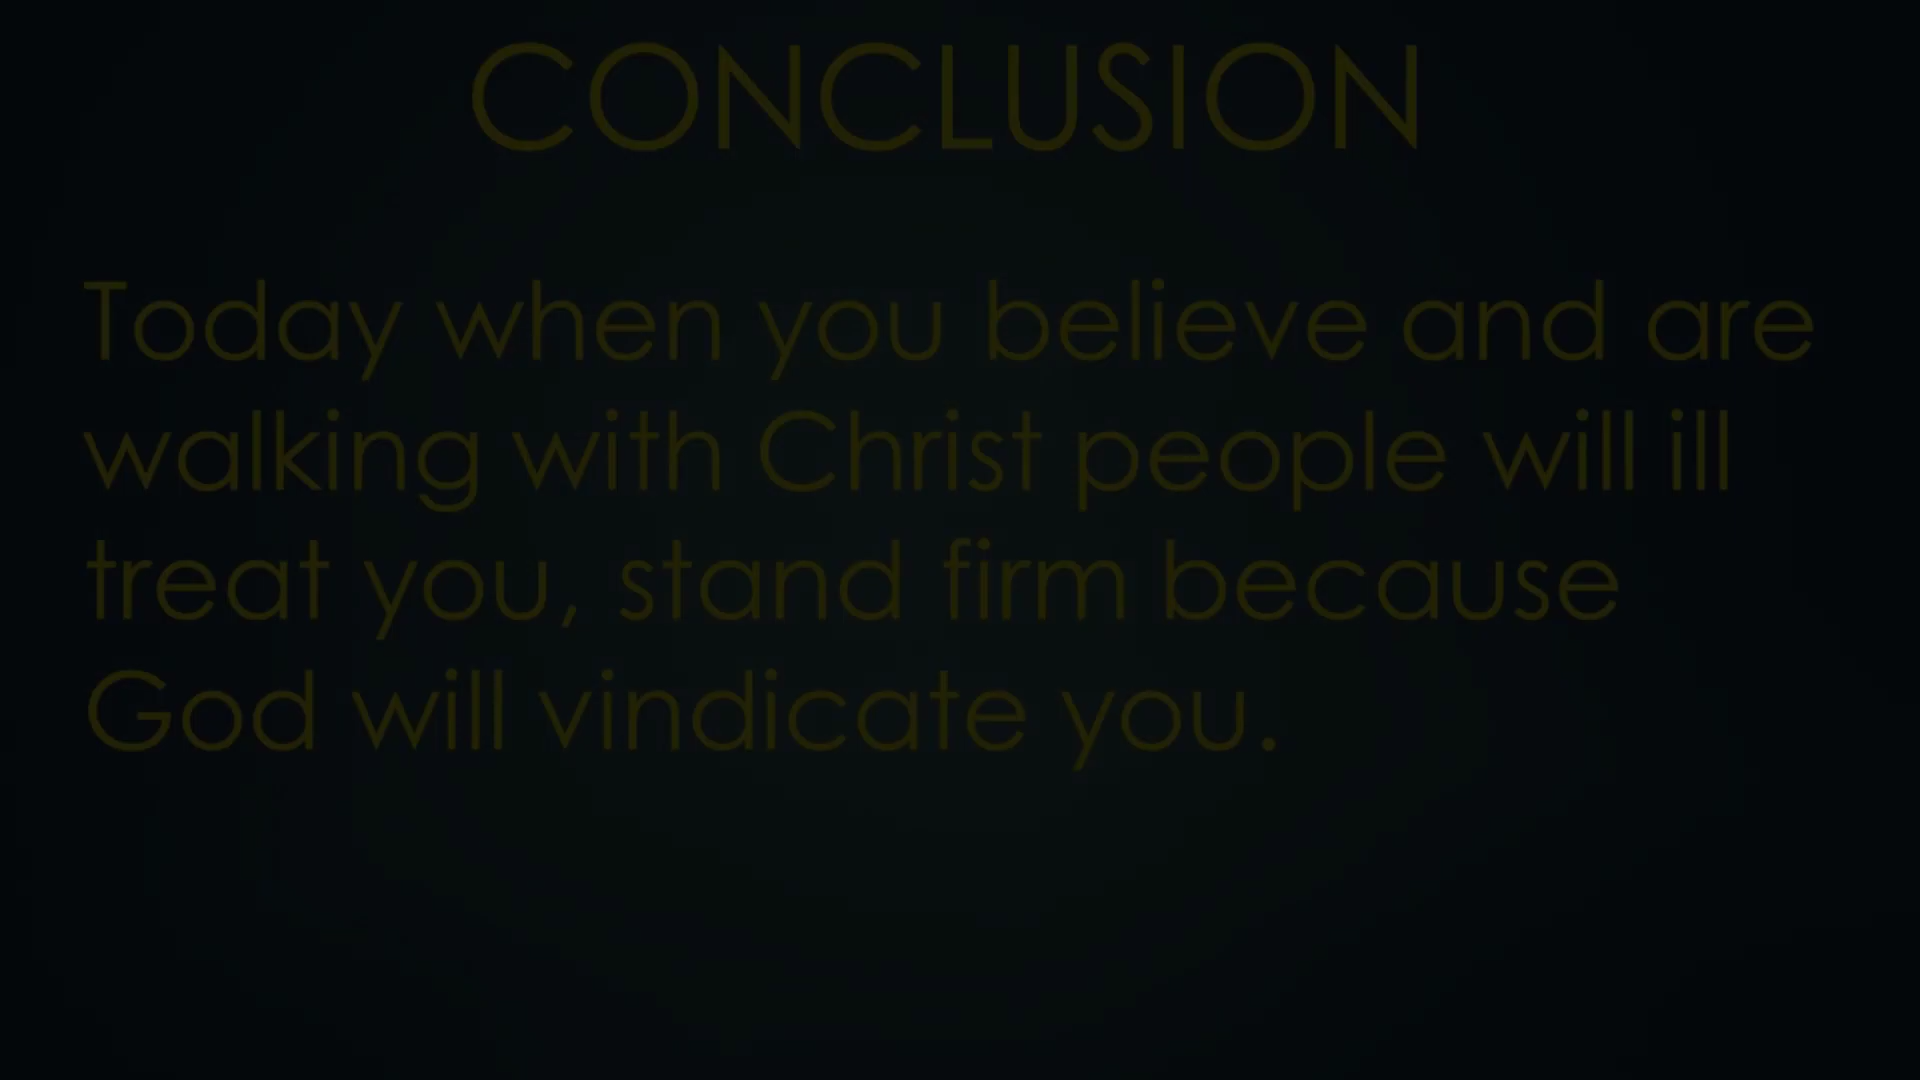 CONCLUSION
Today when you believe and are
walking with Christ people will ill
treat you, stand firm because
God will vindicate you.